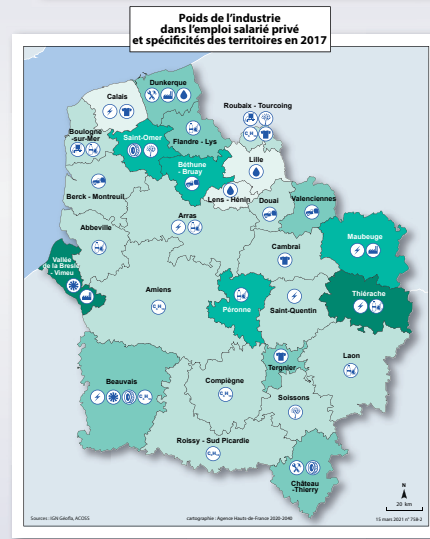 Poids de l’industrie
dans l’emploi salarié privé
et spécificités des territoires en 2017
Dunkerque
Calais
Roubaix - Tourcoing
Boulogne
-sur-Mer
Saint-Omer
Flandre - Lys
Lille
Béthune -
Bruay
Lens - Hénin
Berck - Montreuil
Douai
Valenciennes
Arras
Abbeville
Cambrai
Maubeuge
Vallée
de la Bresle
- Vimeu
Amiens
Péronne
Saint-Quentin
Thiérache
Laon
Tergnier
Beauvais
Compiègne
Soissons
Roissy - Sud Picardie
Château
-Thierry
N
20 km
Sources : IGN Géofla, ACOSS
cartographie : Agence Hauts-de-France 2020-2040
15 mars 2021 n° 758-2